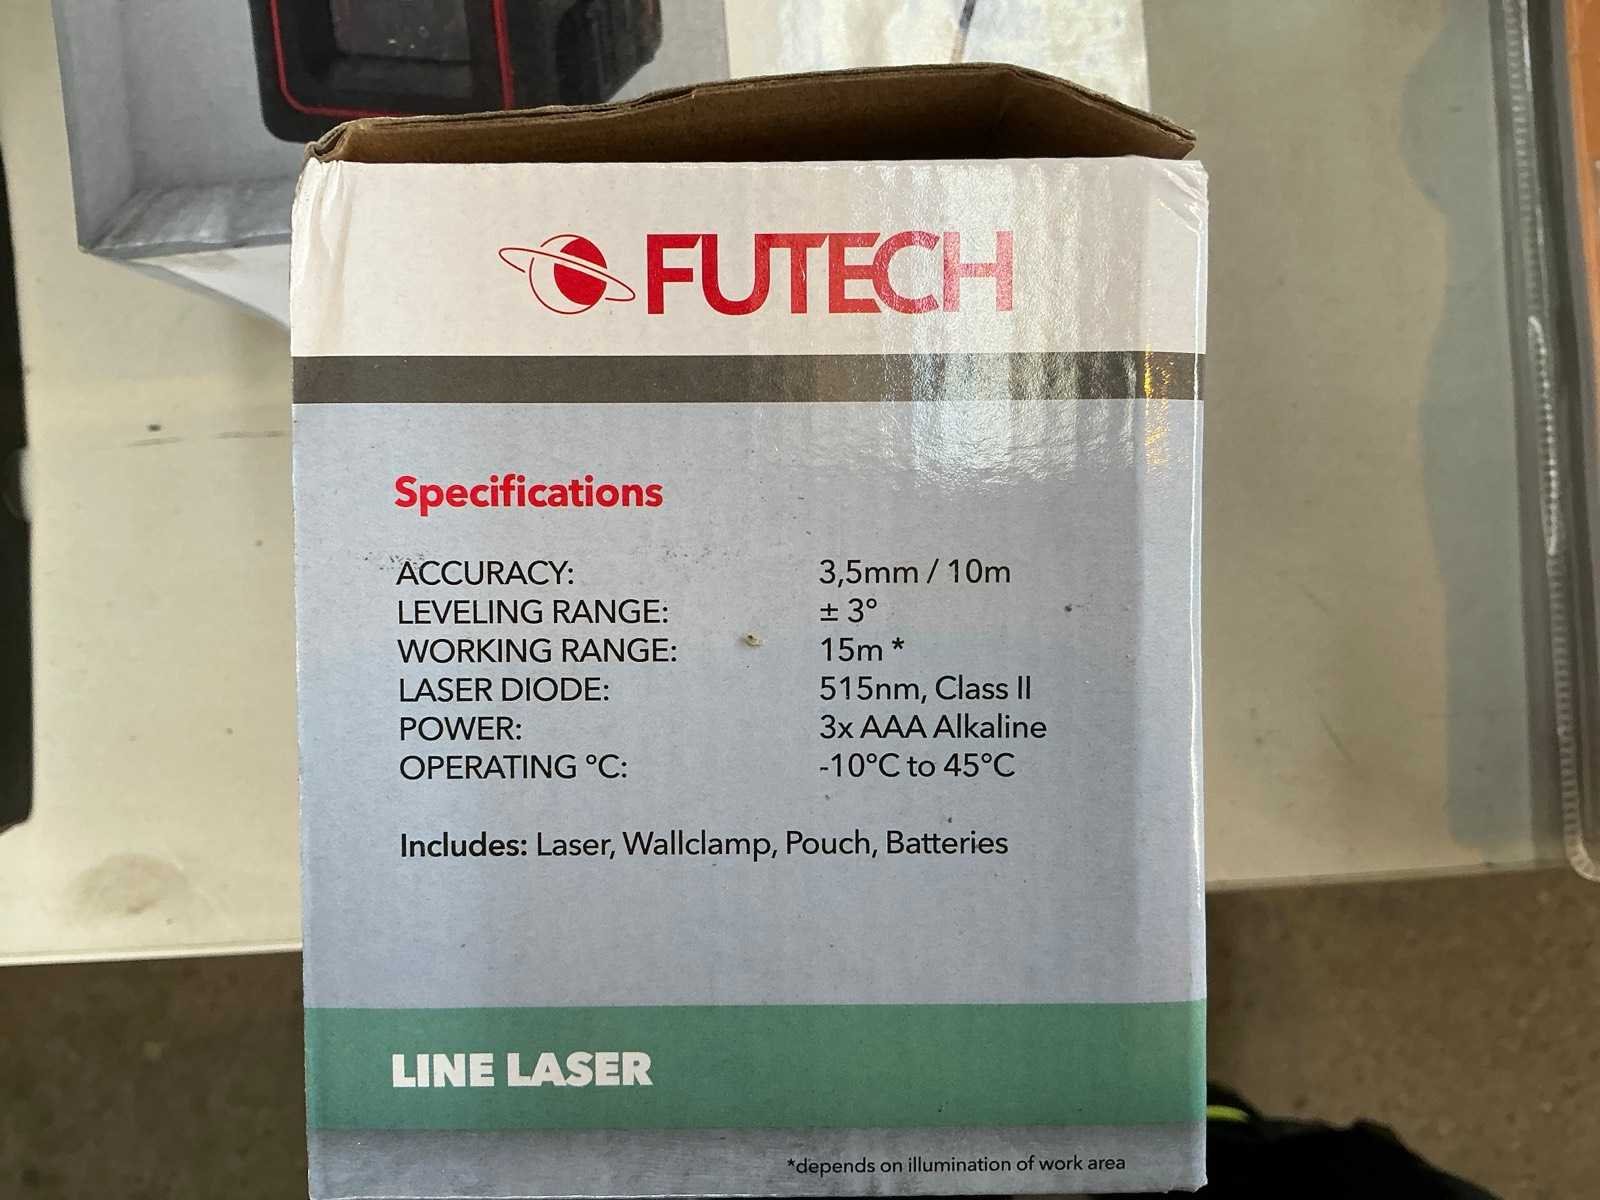 FUTECH
Specifications
ACCURACY: 3,5mm / 10m
LEVELING RANGE: ± 3°
WORKING RANGE: 15m *
LASER DIODE: 515nm, Class II
POWER: 3x AAA Alkaline
OPERATING °C: -10°C to 45°C
Includes: Laser, Wallclamp, Pouch, Batteries
LINE LASER
*depends on illumination of work area